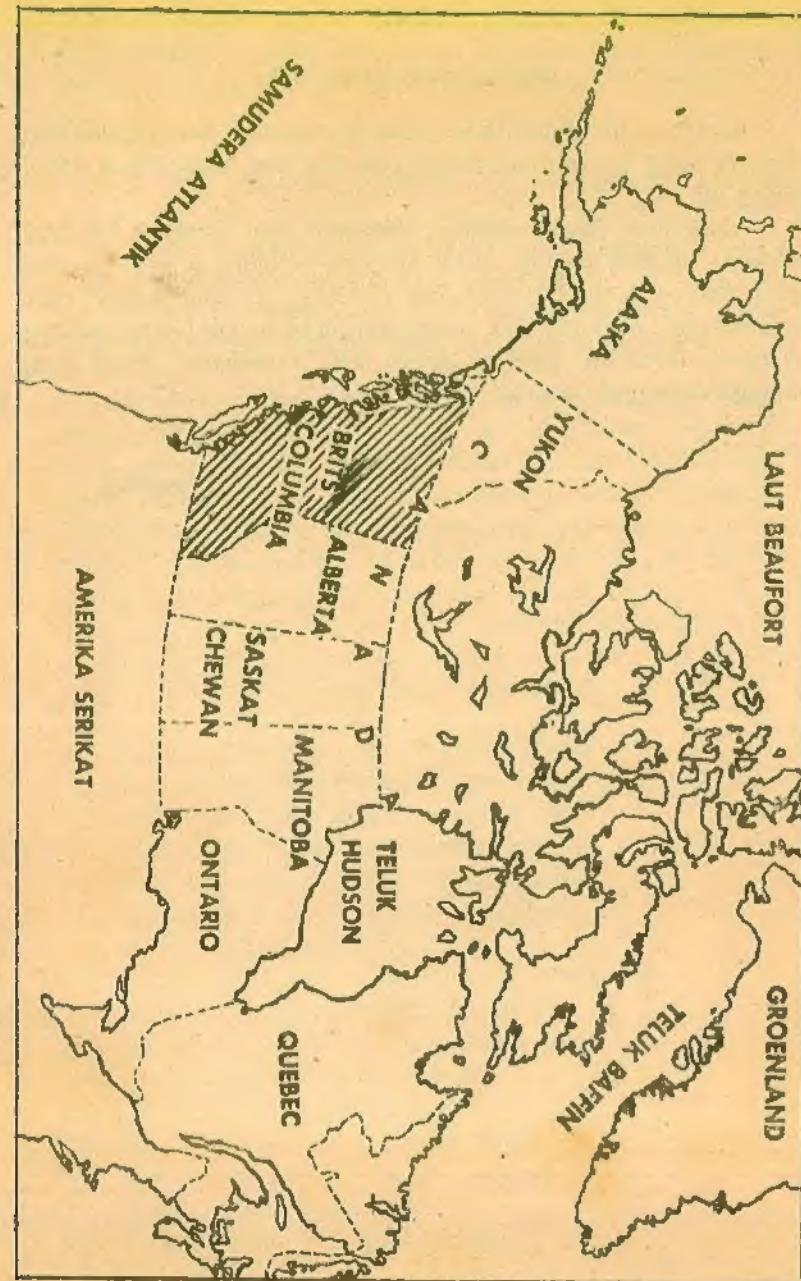 SAMUDERA ATLANTIK
ALASKA
LAUT BEAUFORT
YUKON
GROENLAND
TELUK BAFFIN
C A N A D
BRITS
COLUMBIA
ALBERTA
SASKAT
CHEWAN
MANITOBA
TELUK
HUDSON
ONTARIO
QUEBEC
AMERIKA SERIKAT